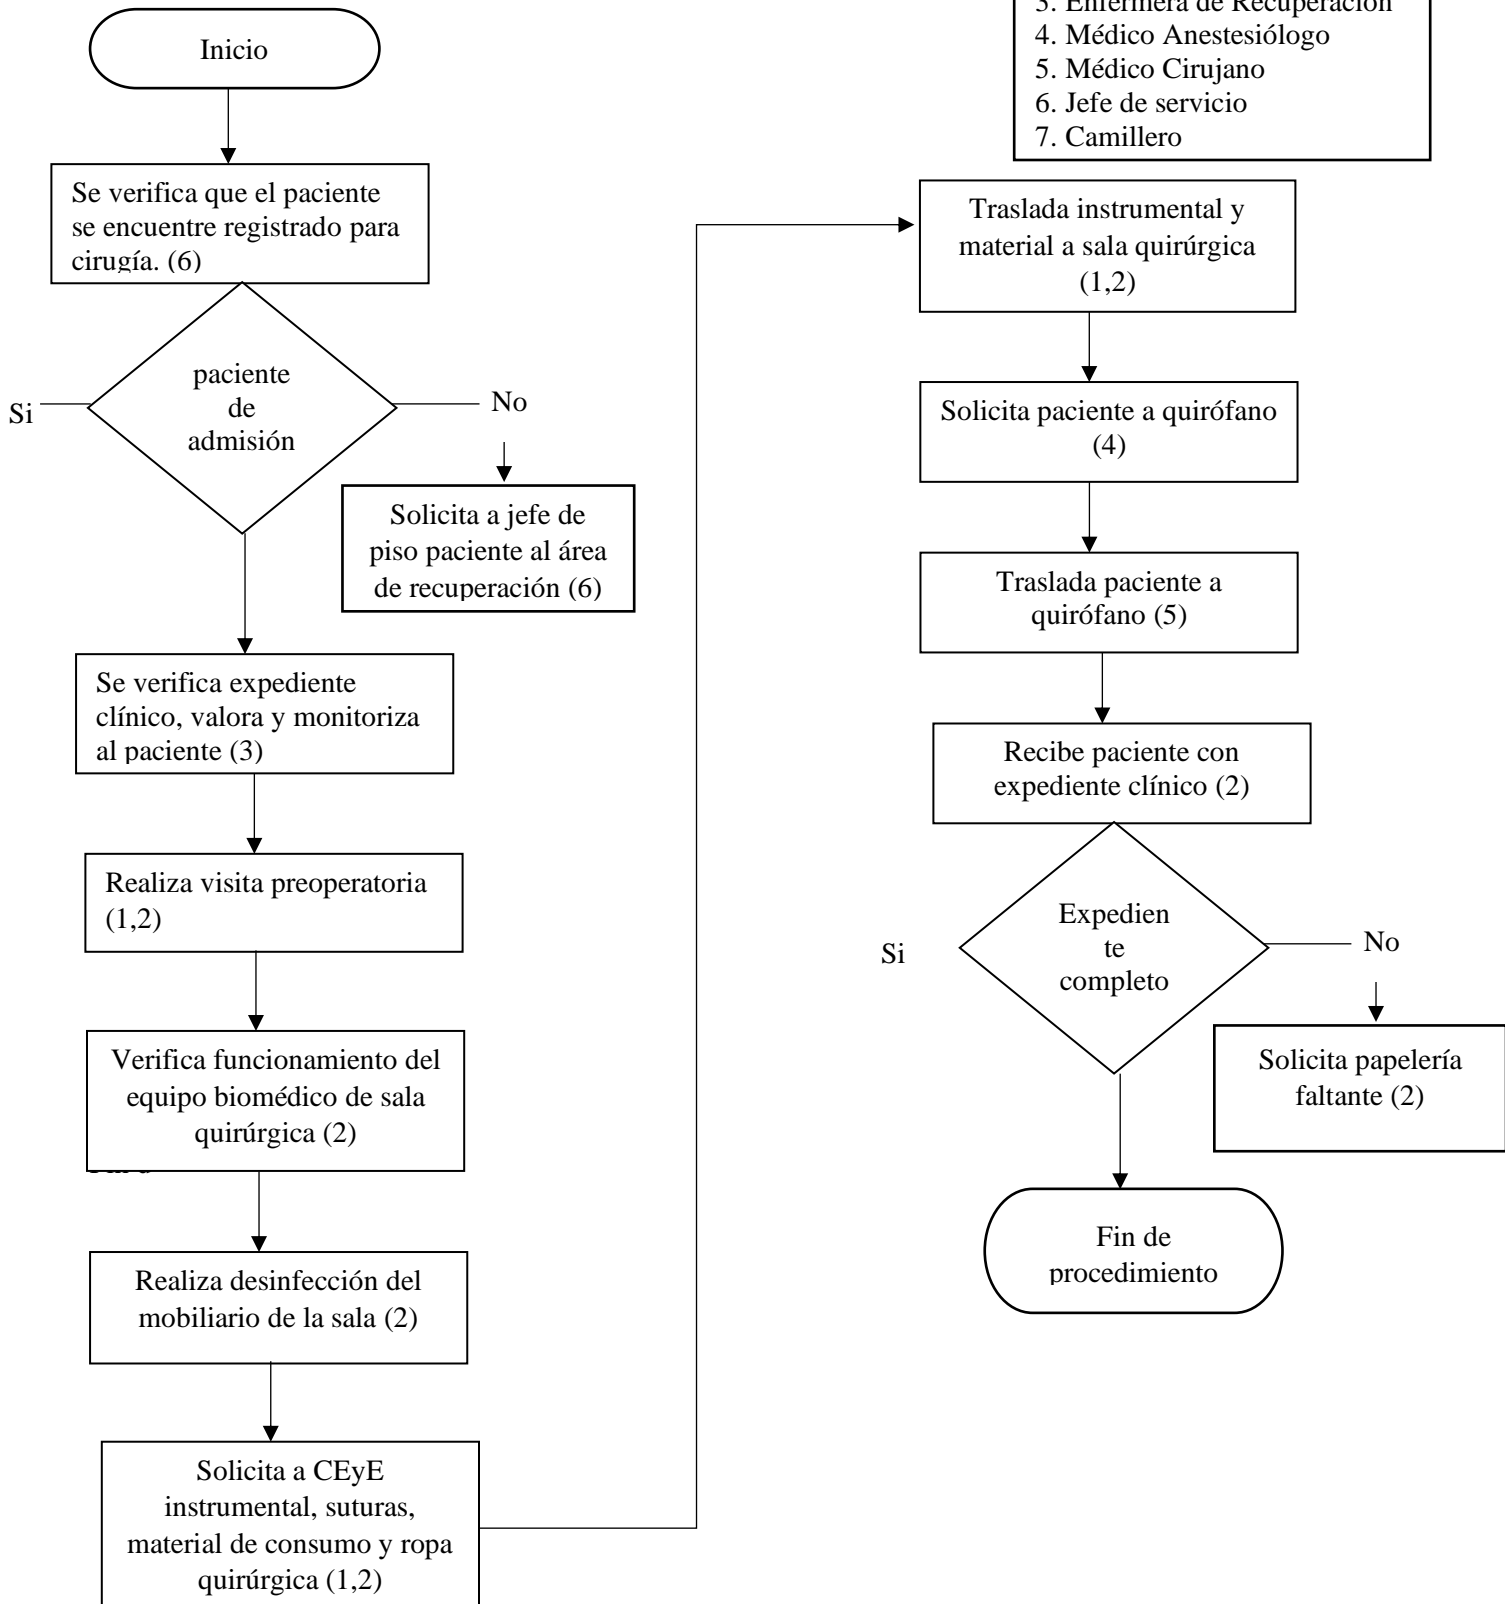 Inicio
Se verifica que el paciente
se encuentre registrado para
cirugía. (6)
paciente
de
admisión
Si
No
Solicita a jefe de
piso paciente al área
de recuperación (6)
Se verifica expediente
clínico, valora y monitoriza
al paciente (3)
Realiza visita preoperatoria
(1,2)
Verifica funcionamiento del
equipo biomédico de sala
quirúrgica (2)
Realiza desinfección del
mobiliario de la sala (2)
Solicita a CEyE
instrumental, suturas,
material de consumo y ropa
quirúrgica (1,2)
3. Enfermera de Recuperación
4. Médico Anestesiólogo
5. Médico Cirujano
6. Jefe de servicio
7. Camillero
Traslada instrumental y
material a sala quirúrgica
(1,2)
Solicita paciente a quirófano
(4)
Traslada paciente a
quirófano (5)
Recibe paciente con
expediente clínico (2)
Expedien
te
completo
Si
No
Solicita papelería
faltante (2)
Fin de
procedimiento